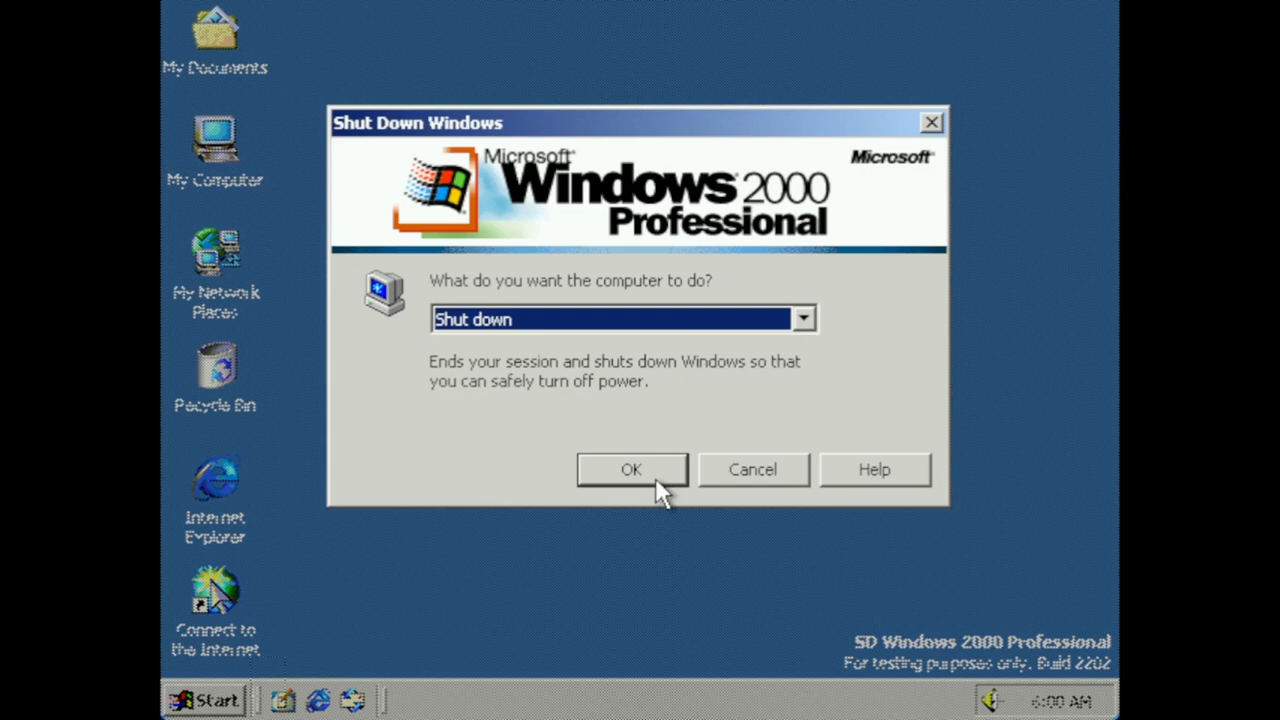 My Documents
My Computer
My Network
Places
Recycle Bin
Internet
Explorer
Connect to
the Internet
Shut Down Windows
Microsoft
Windows 2000
Professional
Microsoft
What do you want the computer to do?
Shut down
Ends your session and shuts down Windows so that
you can safely turn off power.
OK
Cancel
Help
SD Windows 2000 Professional
For testing purposes only. Build 2202
Start
6:00 AM